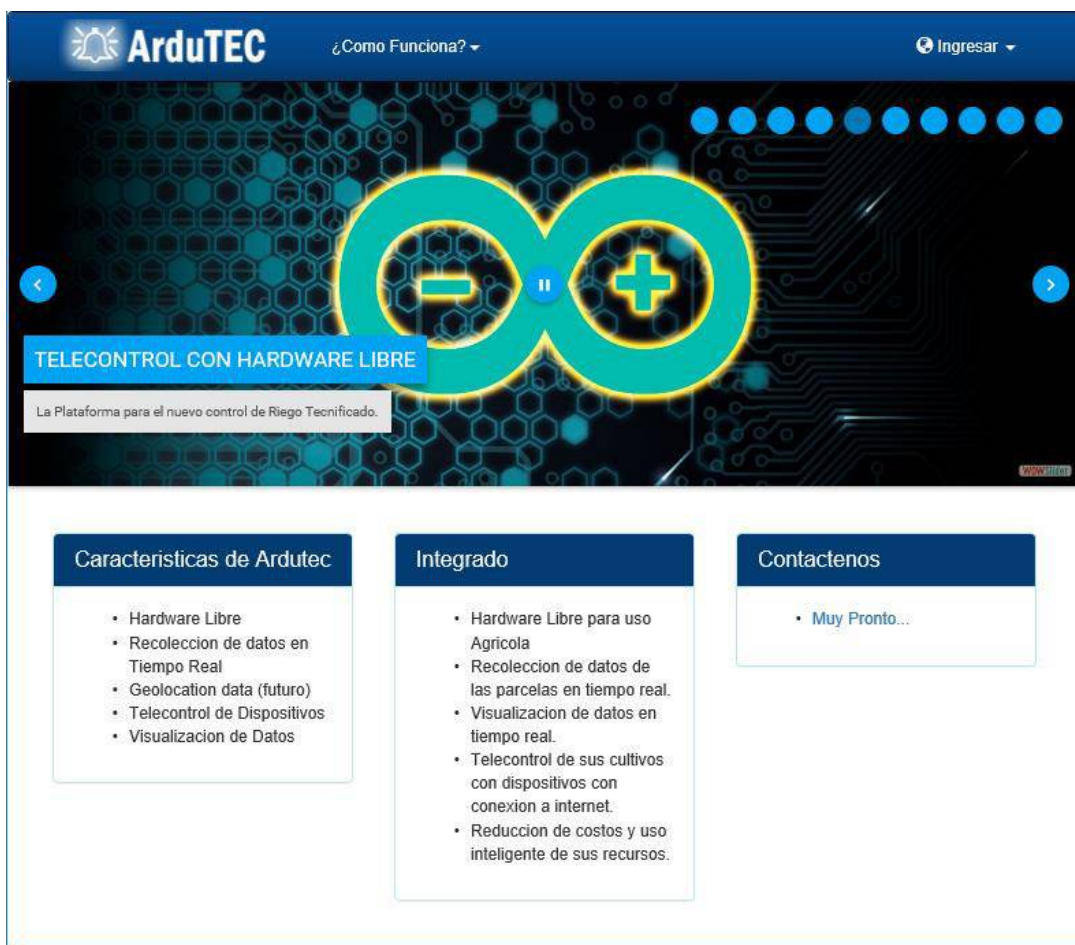 ArduTEC
¿Como Funciona?
Ingresar
TELECONTROL CON HARDWARE LIBRE
La Plataforma para el nuevo control de Riego Tecnificado.
WOWSlider
Caracteristicas de Ardutec
• Hardware Libre
• Recoleccion de datos en
Tiempo Real
• Geolocation data (futuro)
• Telecontrol de Dispositivos
• Visualizacion de Datos
Integrado
• Hardware Libre para uso
Agricola
• Recoleccion de datos de
las parcelas en tiempo real.
• Visualizacion de datos en
tiempo real.
• Telecontrol de sus cultivos
con dispositivos con
conexion a internet.
• Reduccion de costos y uso
inteligente de sus recursos.
Contactenos
• Muy Pronto...